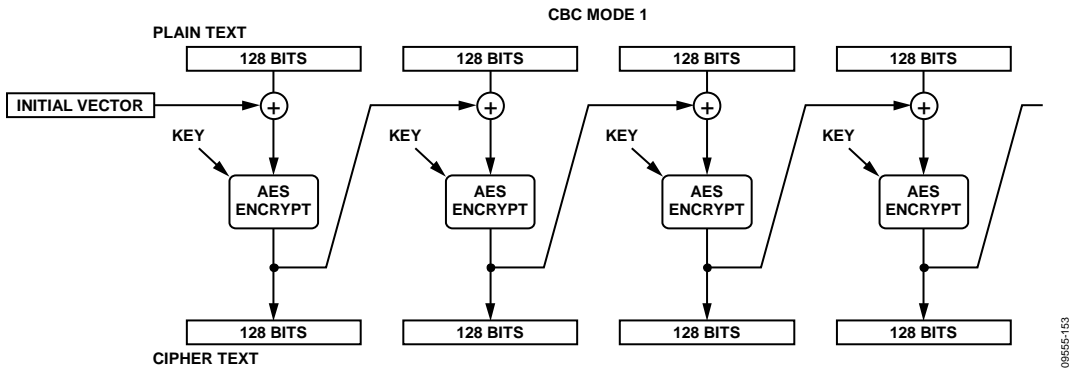 CBC MODE 1
PLAIN TEXT
128 BITS 128 BITS 128 BITS 128 BITS
INITIAL VECTOR + + + +
KEY KEY KEY KEY
AES AES AES AES
ENCRYPT ENCRYPT ENCRYPT ENCRYPT
128 BITS 128 BITS 128 BITS 128 BITS
CIPHER TEXT
09555-153